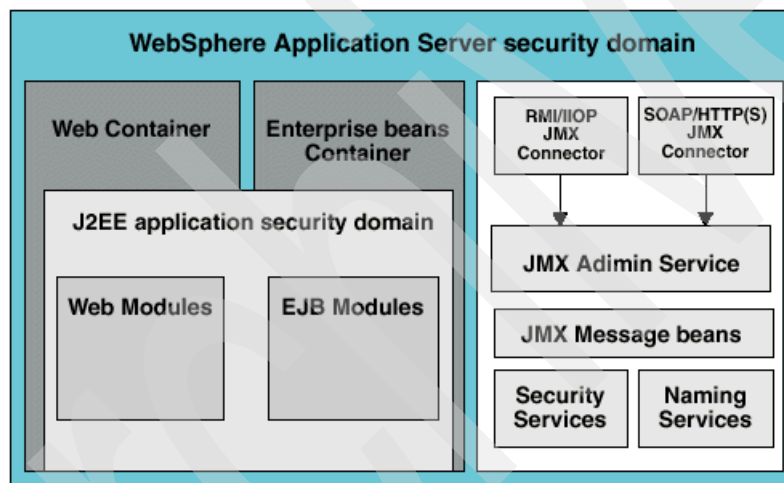 WebSphere Application Server security domain
Web Container
Enterprise beans
Container
J2EE application security domain
Web Modules
EJB Modules
RMI/IIOP
JMX
Connector
SOAP/HTTP(S)
JMX
Connector
JMX Adimin Service
JMX Message beans
Security
Services
Naming
Services